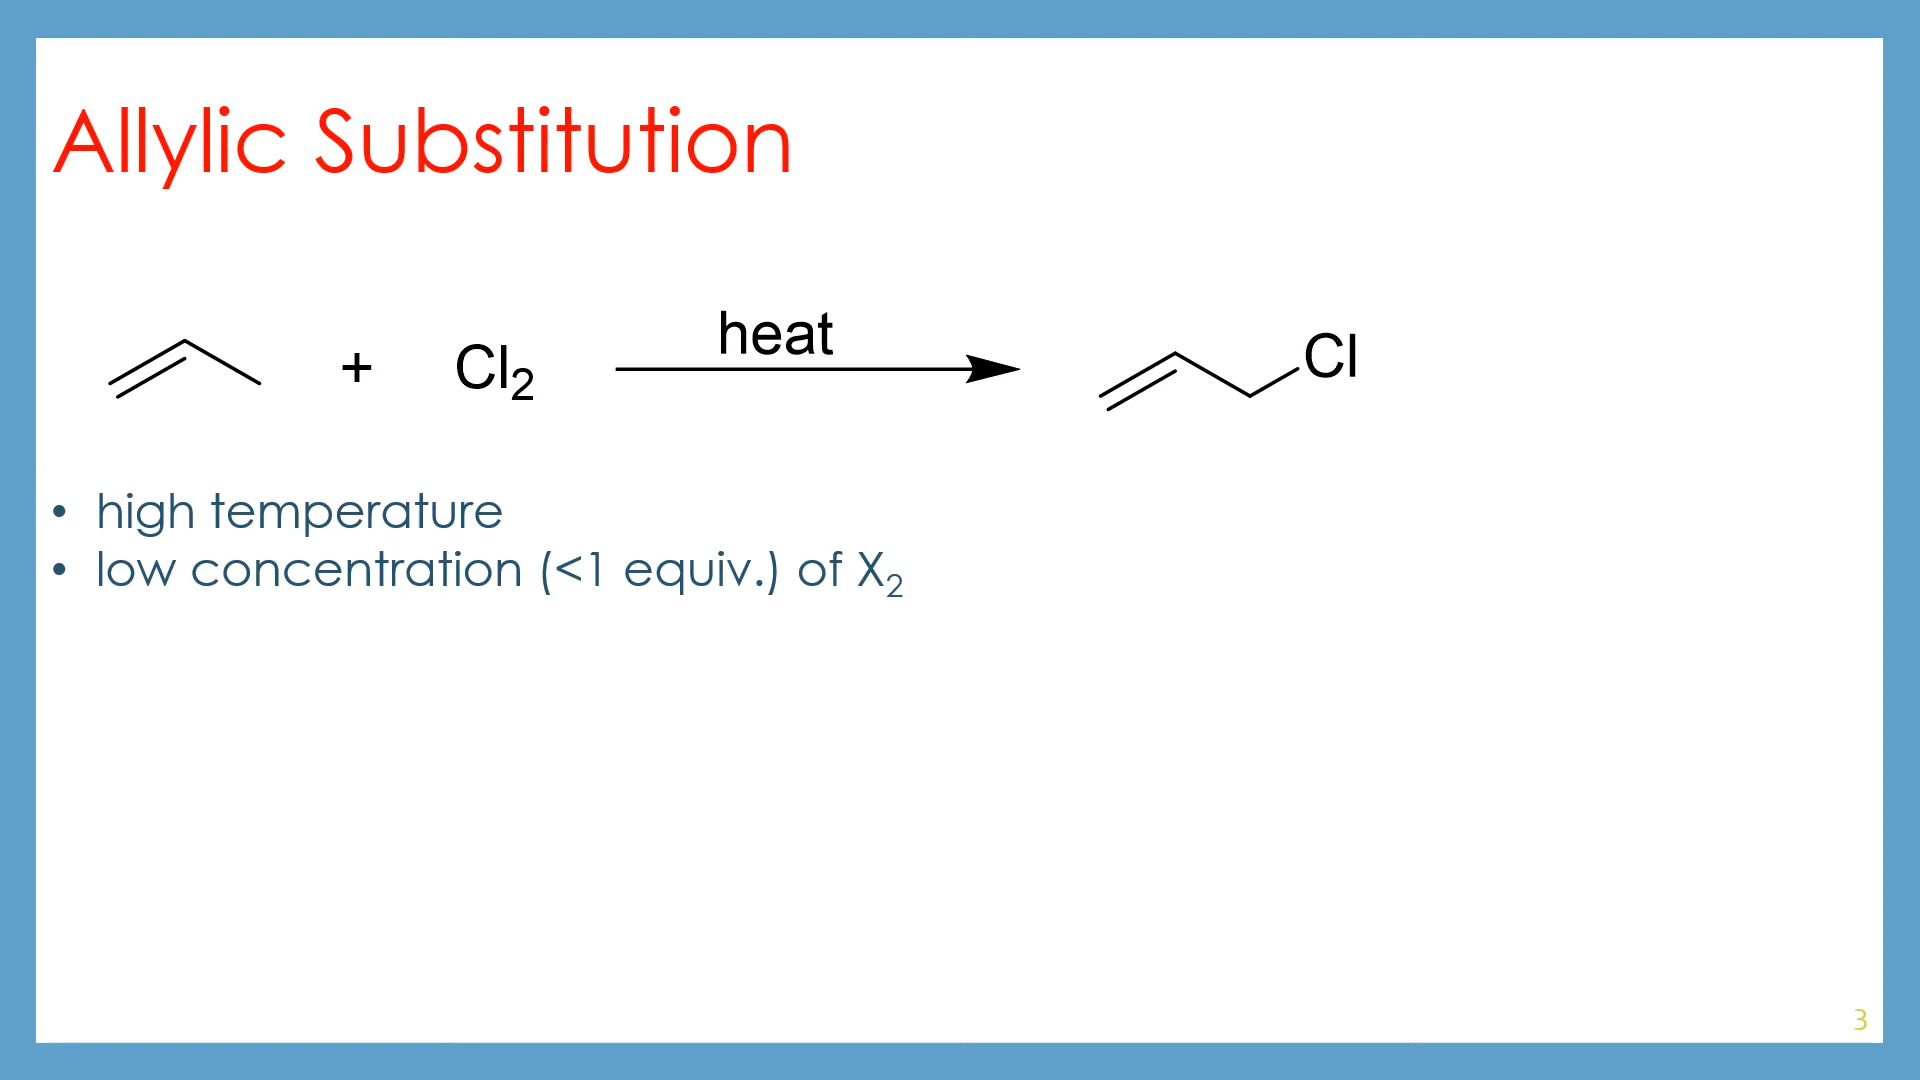 Allylic Substitution
+ Cl₂ heat Cl
• high temperature
• low concentration (<1 equiv.) of X₂
3